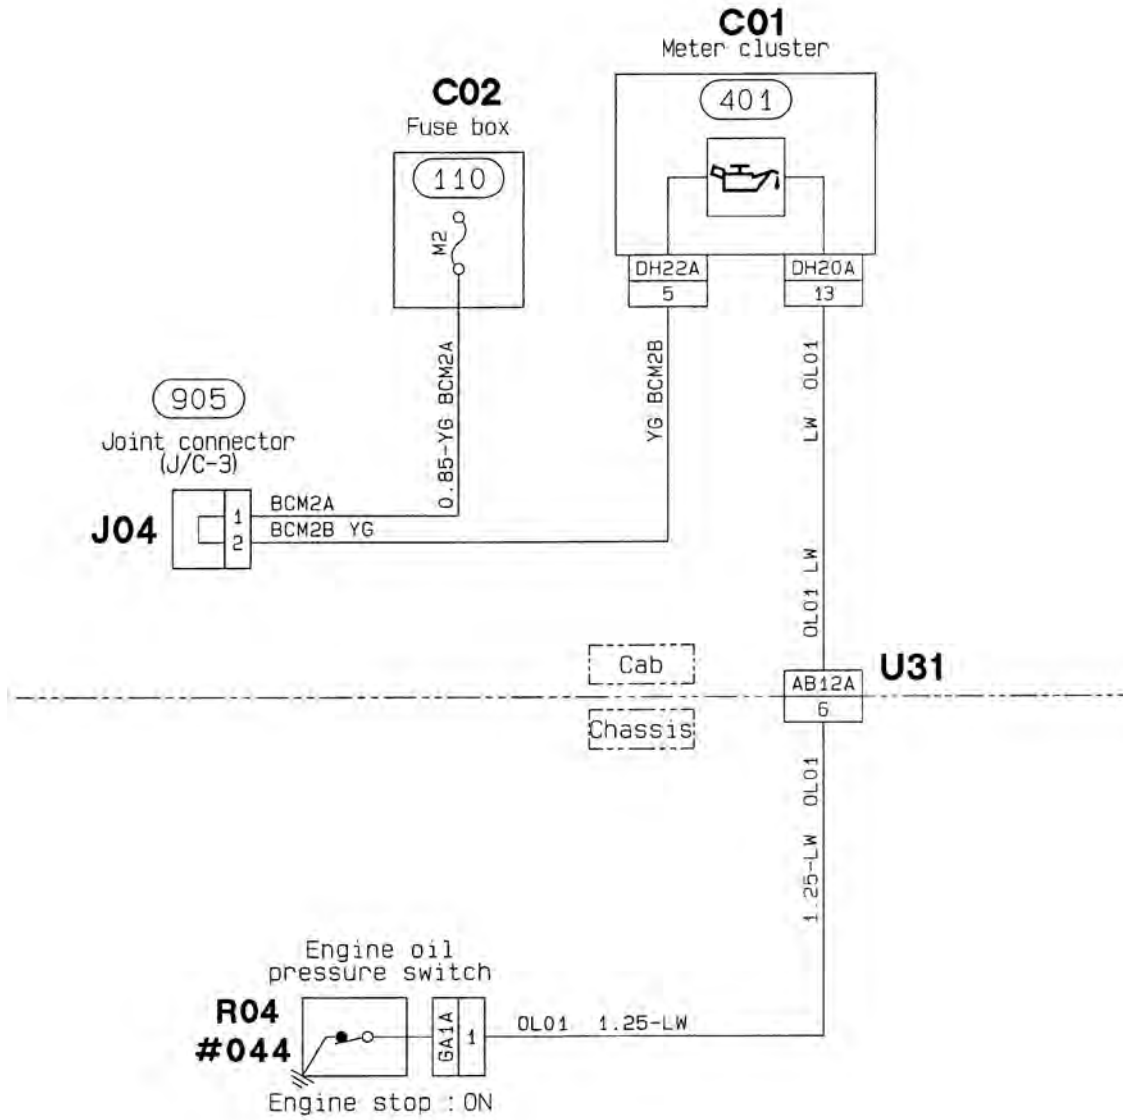 C01
Meter cluster
401
C02
Fuse box
110
M2
DH22A
5
DH20A
13
0.85-YG BCM2A
YG BCM2B
LW OL01
905
Joint connector
(J/C-3)
J04
1
2
BCM2A
BCM2B YG
OL01 LW
Cab
Chassis
U31
AB12A
6
1.25-LW OL01
Engine oil
pressure switch
R04
#044
GA1A
1
OL01 1.25-LW
Engine stop : ON